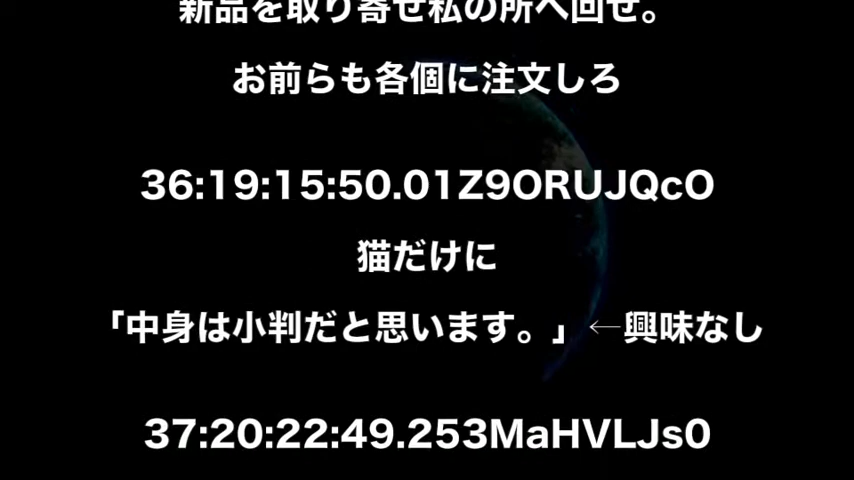 新品を取り寄せ私の所へ回せ。
お前らも各個に注文しろ
36:19:15:50.01Z9ORUJQcO
猫だけに
「中身は小判だと思います。」←興味なし
37:20:22:49.253MaHVLJs0